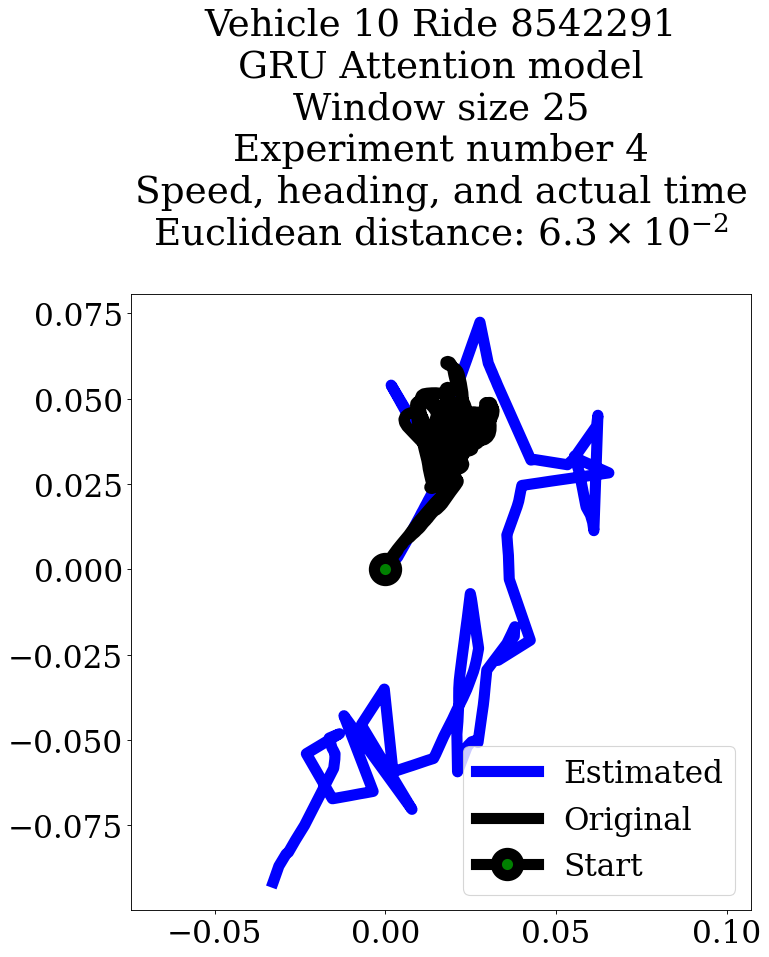 Vehicle 10 Ride 8542291
GRU Attention model
Window size 25
Experiment number 4
Speed, heading, and actual time
Euclidean distance: 6.3 × 10⁻²
0.075
0.050
0.025
0.000
−0.025
−0.050
−0.075
Estimated
Original
Start
−0.05
0.00
0.05
0.10